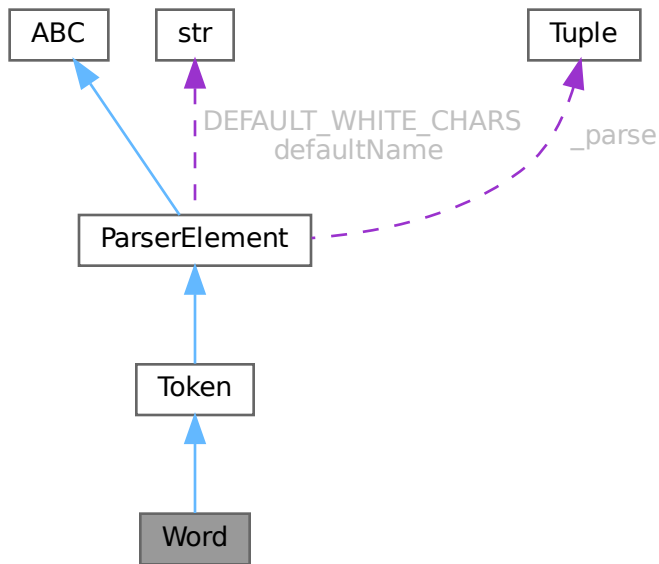 ABC
str
Tuple
DEFAULT_WHITE_CHARS
defaultName
_parse
ParserElement
Token
Word